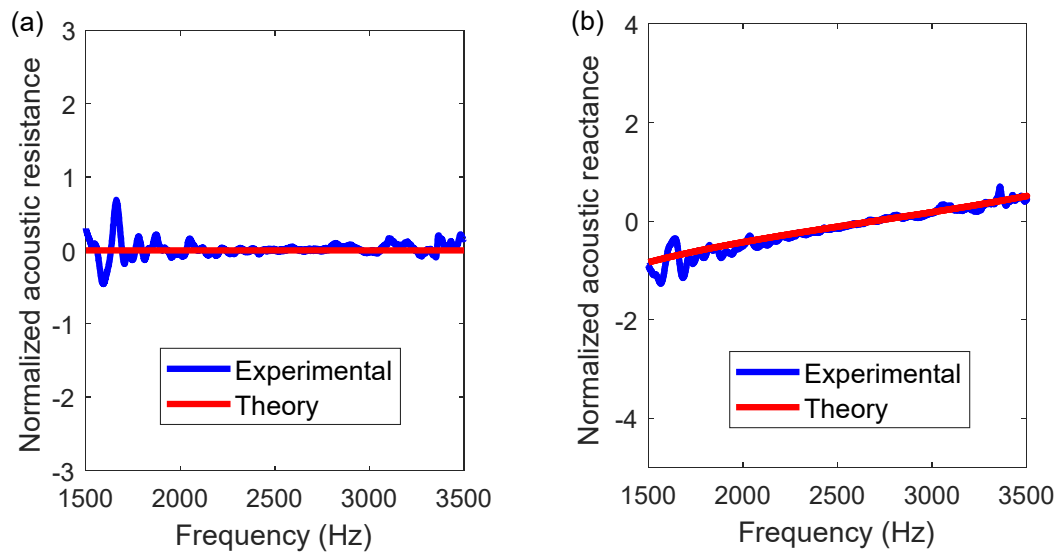 (a)
Normalized acoustic resistance
3
2
1
0
-1
-2
-3
Experimental
Theory
1500 2000 2500 3000 3500
Frequency (Hz)
(b)
Normalized acoustic reactance
4
2
0
-2
-4
Experimental
Theory
1500 2000 2500 3000 3500
Frequency (Hz)